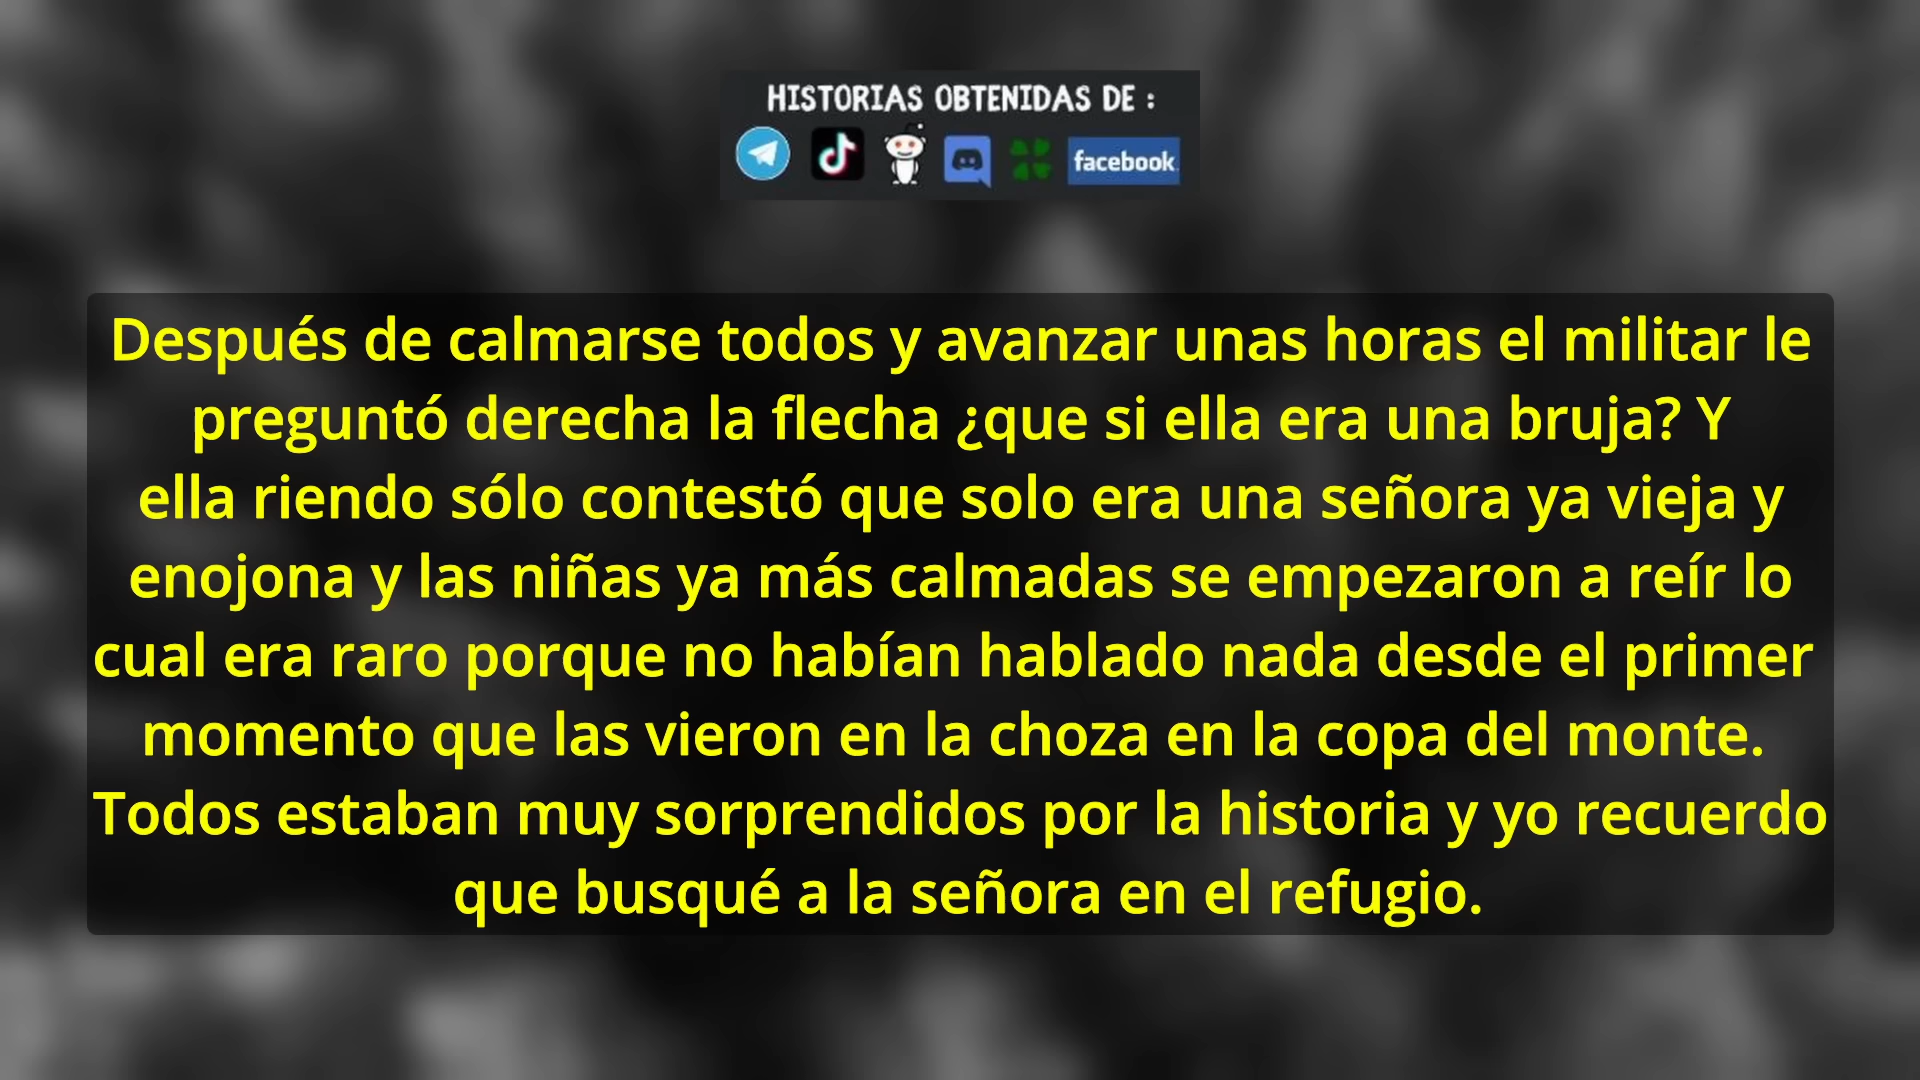 HISTORIAS OBTENIDAS DE :
facebook
Después de calmarse todos y avanzar unas horas el militar le
preguntó derecha la flecha ¿que si ella era una bruja? Y
ella riendo sólo contestó que solo era una señora ya vieja y
enojona y las niñas ya más calmadas se empezaron a reír lo
cual era raro porque no habían hablado nada desde el primer
momento que las vieron en la choza en la copa del monte.
Todos estaban muy sorprendidos por la historia y yo recuerdo
que busqué a la señora en el refugio.